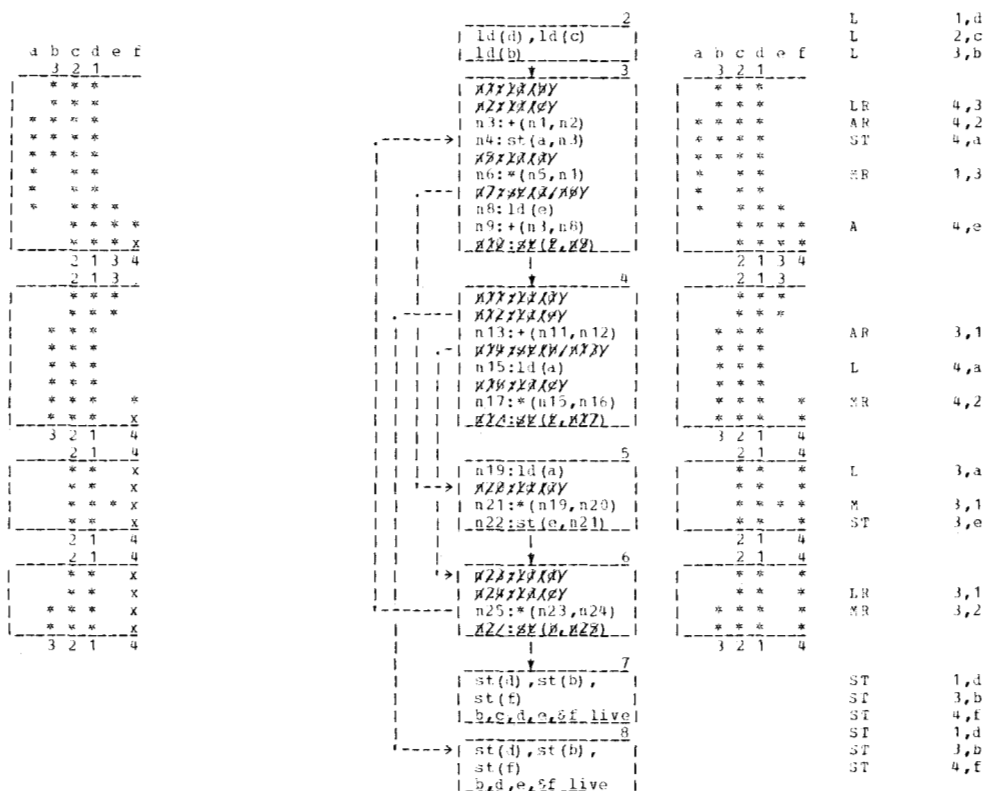 2
ld(d),ld(c)
ld(b)
L 1,d
L 2,c
L 3,b
a b c d e f
3 2 1
3
n3:+(n1,n2)
n4:st(a,n3)
n6:*(n5,n1)
n8:ld(e)
n9:+(n3,n8)
a b c d e f
3 2 1
LR 4,3
AR 4,2
ST 4,a
MR 1,3
A 4,e
2 1 3 4
2 1 3
4
n13:+(n11,n12)
n15:ld(a)
n17:*(n15,n16)
2 1 3 4
2 1 3
AR 3,1
L 4,a
MR 4,2
3 2 1 4
2 1 4
5
n19:ld(a)
n21:*(n19,n20)
n22:st(e,n21)
3 2 1 4
2 1 4
L 3,a
M 3,1
ST 3,e
2 1 4
2 1 4
6
n25:*(n23,n24)
2 1 4
2 1 4
LR 3,1
MR 3,2
3 2 1 4
3 2 1 4
7
st(d),st(b),
st(f)
b,c,d,e,&f live
ST 1,d
ST 3,b
ST 4,f
8
st(d),st(b),
st(f)
b,d,e,&f live
ST 1,d
ST 3,b
ST 4,f